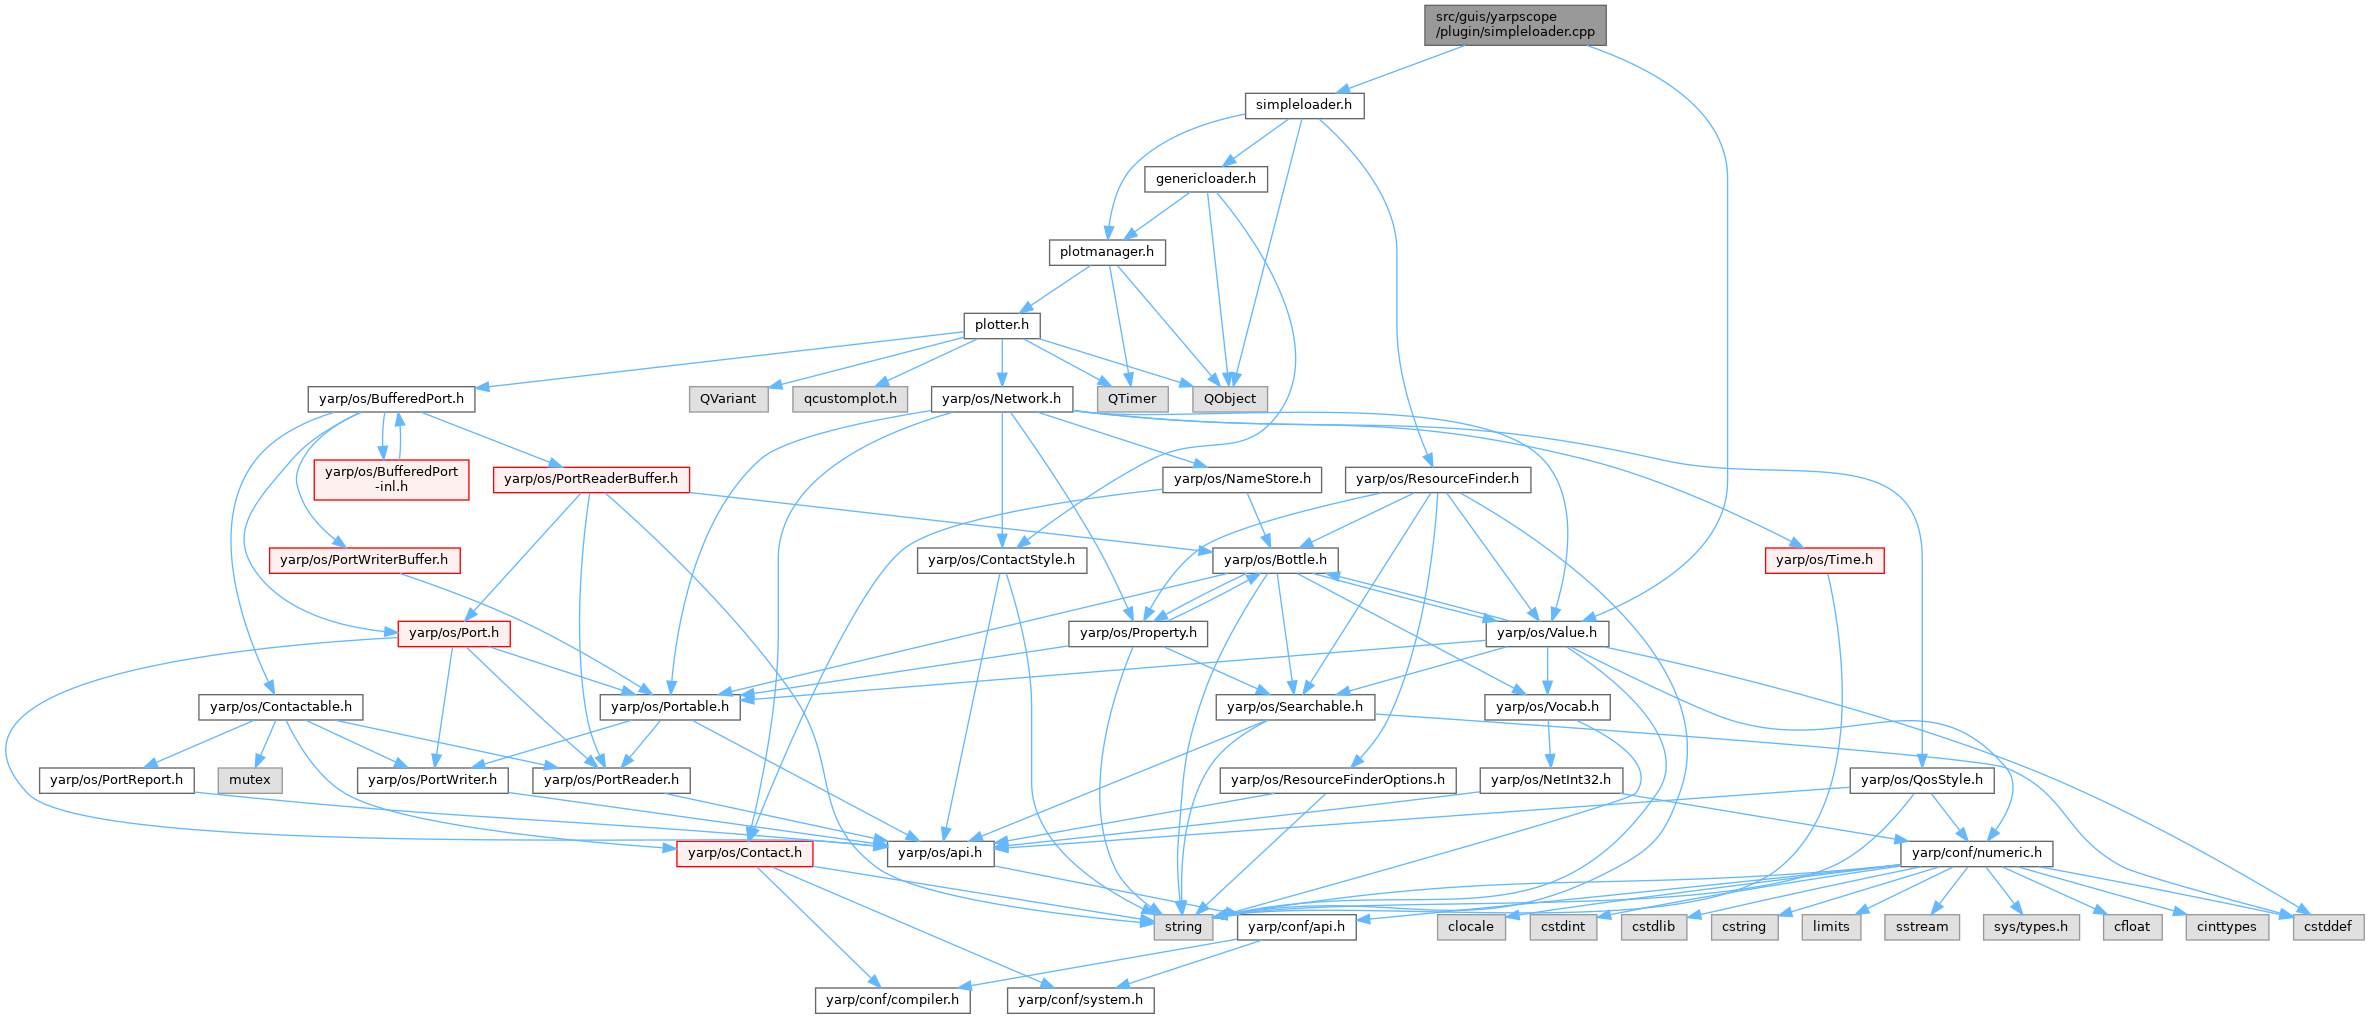 src/guis/yarpscope
/plugin/simpleloader.cpp
simpleloader.h
genericloader.h
plotmanager.h
plotter.h
yarp/os/BufferedPort.h
QVariant
qcustomplot.h
yarp/os/Network.h
QTimer
QObject
yarp/os/BufferedPort
-inl.h
yarp/os/PortReaderBuffer.h
yarp/os/NameStore.h
yarp/os/ResourceFinder.h
yarp/os/PortWriterBuffer.h
yarp/os/ContactStyle.h
yarp/os/Bottle.h
yarp/os/Time.h
yarp/os/Port.h
yarp/os/Property.h
yarp/os/Value.h
yarp/os/Contactable.h
yarp/os/Portable.h
yarp/os/Searchable.h
yarp/os/Vocab.h
yarp/os/PortReport.h
mutex
yarp/os/PortWriter.h
yarp/os/PortReader.h
yarp/os/ResourceFinderOptions.h
yarp/os/NetInt32.h
yarp/os/QosStyle.h
yarp/os/Contact.h
yarp/os/api.h
yarp/conf/numeric.h
string
yarp/conf/api.h
clocale
cstdint
cstdlib
cstring
limits
sstream
sys/types.h
cfloat
cinttypes
cstddef
yarp/conf/compiler.h
yarp/conf/system.h